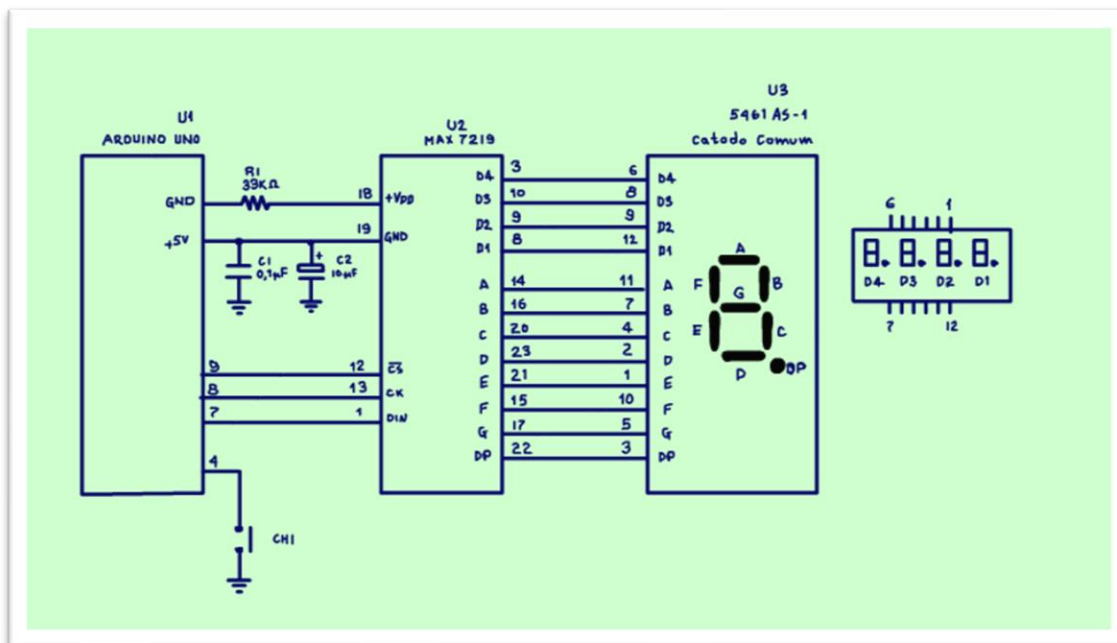 U1
ARDUINO UNO
GND
+5V
9
8
7
4
R1
33KΩ
C1
0,1µF
C2
10µF
+
CH1
U2
MAX 7219
18 +VDD
19 GND
12 CS
13 CK
1 DIN
D4 3
D3 10
D2 9
D1 8
A 14
B 16
C 20
D 23
E 21
F 15
G 17
DP 22
U3
5461 AS-1
Catodo Comum
6 D4
8 D3
9 D2
12 D1
11 A
7 B
4 C
2 D
1 E
10 F
5 G
3 DP
A
F B
G
E C
D DP
6 1
D4 D3 D2 D1
7 12